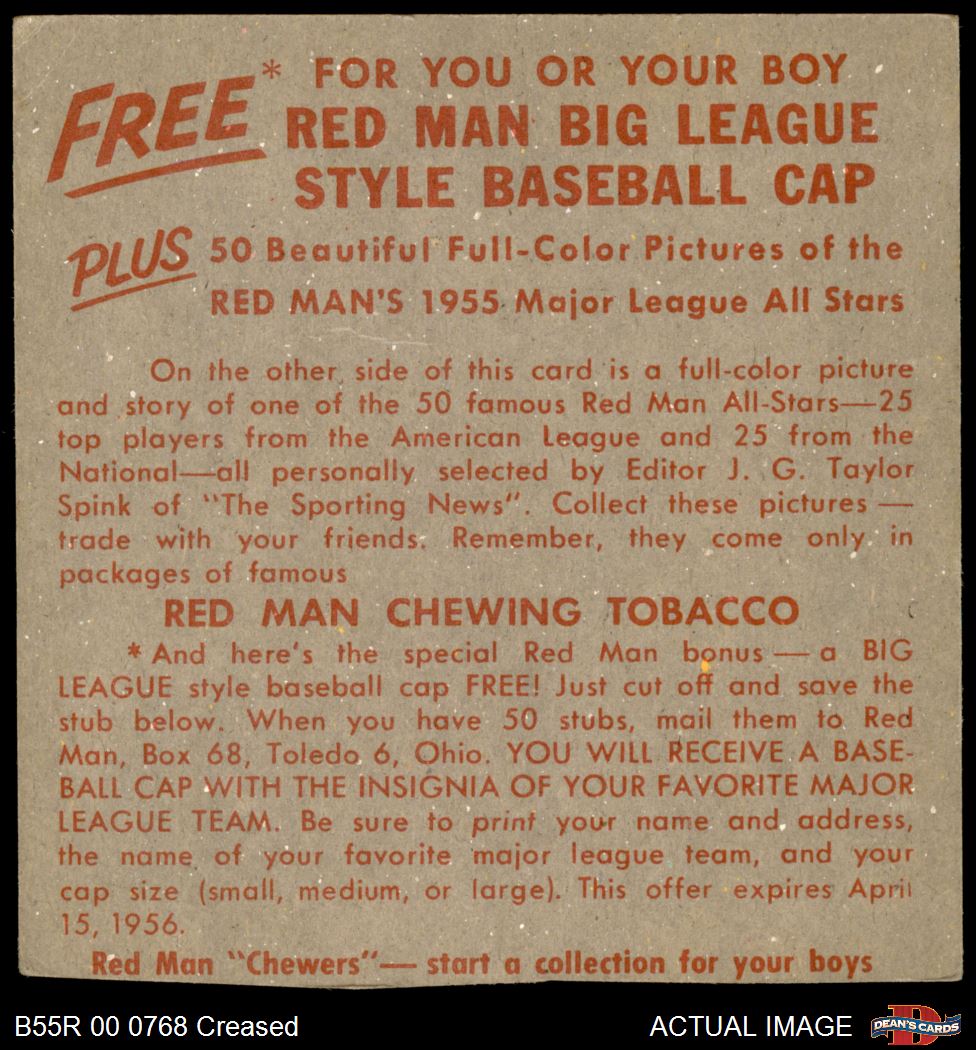 FREE* FOR YOU OR YOUR BOY
RED MAN BIG LEAGUE
STYLE BASEBALL CAP
PLUS 50 Beautiful Full-Color Pictures of the
RED MAN'S 1955 Major League All Stars
On the other side of this card is a full-color picture
and story of one of the 50 famous Red Man All-Stars—25
top players from the American League and 25 from the
National—all personally selected by Editor J. G. Taylor
Spink of "The Sporting News". Collect these pictures —
trade with your friends. Remember, they come only in
packages of famous
RED MAN CHEWING TOBACCO
* And here's the special Red Man bonus — a BIG
LEAGUE style baseball cap FREE! Just cut off and save the
stub below. When you have 50 stubs, mail them to Red
Man, Box 68, Toledo 6, Ohio. YOU WILL RECEIVE A BASE-
BALL CAP WITH THE INSIGNIA OF YOUR FAVORITE MAJOR
LEAGUE TEAM. Be sure to print your name and address,
the name of your favorite major league team, and your
cap size (small, medium, or large). This offer expires April
15, 1956.
Red Man "Chewers"— start a collection for your boys
B55R 00 0768 Creased
ACTUAL IMAGE
D
DEAN'S CARDS